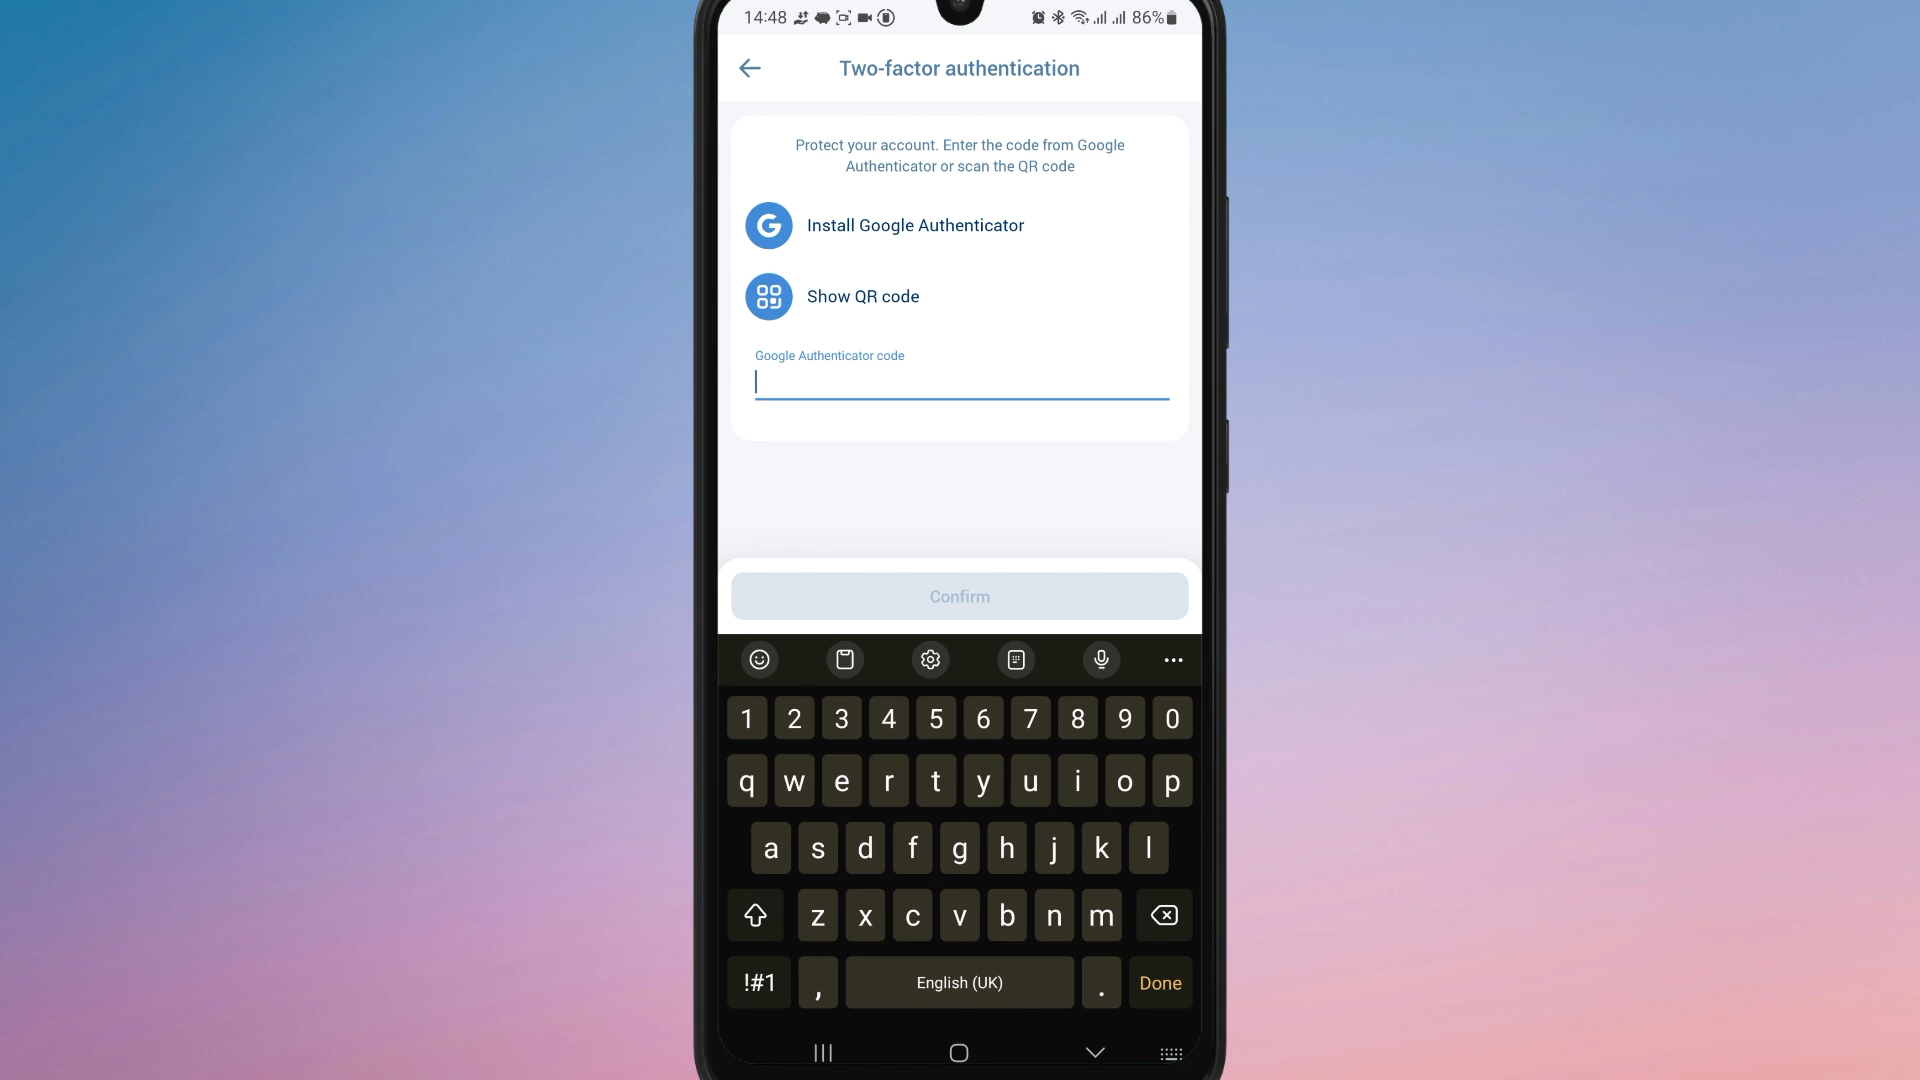 14:48 86%
Two-factor authentication
Protect your account. Enter the code from Google
Authenticator or scan the QR code
Install Google Authenticator
Show QR code
Google Authenticator code
Confirm
1 2 3 4 5 6 7 8 9 0
q w e r t y u i o p
a s d f g h j k l
z x c v b n m
!#1 , English (UK) . Done